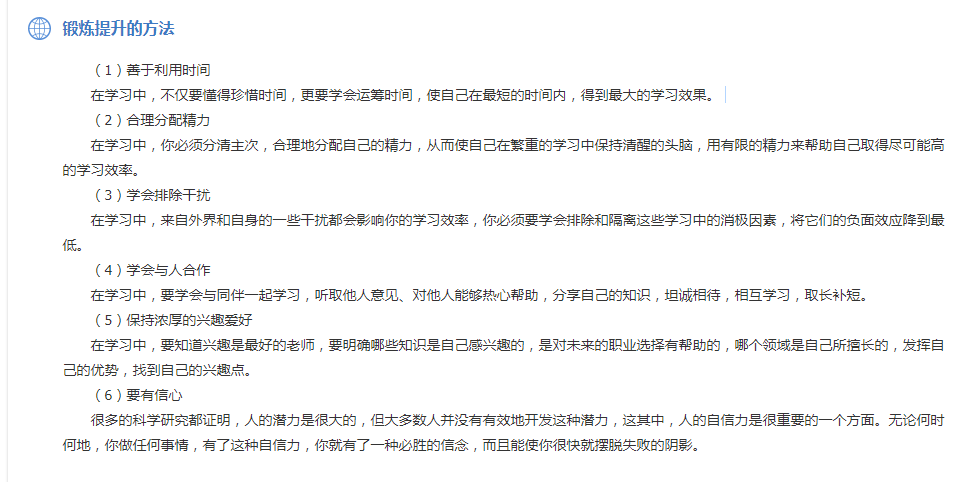 锻炼提升的方法
（1）善于利用时间
在学习中，不仅要懂得珍惜时间，更要学会运筹时间，使自己在最短的时间内，得到最大的学习效果。
（2）合理分配精力
在学习中，你必须分清主次，合理地分配自己的精力，从而使自己在繁重的学习中保持清醒的头脑，用有限的精力来帮助自己取得尽可能高
的学习效率。
（3）学会排除干扰
在学习中，来自外界和自身的一些干扰都会影响你的学习效率，你必须要学会排除和隔离这些学习中的消极因素，将它们的负面效应降到最
低。
（4）学会与人合作
在学习中，要学会与同伴一起学习，听取他人意见、对他人能够热心帮助，分享自己的知识，坦诚相待，相互学习，取长补短。
（5）保持浓厚的兴趣爱好
在学习中，要知道兴趣是最好的老师，要明确哪些知识是自己感兴趣的，是对未来的职业选择有帮助的，哪个领域是自己所擅长的，发挥自
己的优势，找到自己的兴趣点。
（6）要有信心
很多的科学研究都证明，人的潜力是很大的，但大多数人并没有有效地开发这种潜力，这其中，人的自信力是很重要的一个方面。无论何时
何地，你做任何事情，有了这种自信力，你就有了一种必胜的信念，而且能使你很快就摆脱失败的阴影。